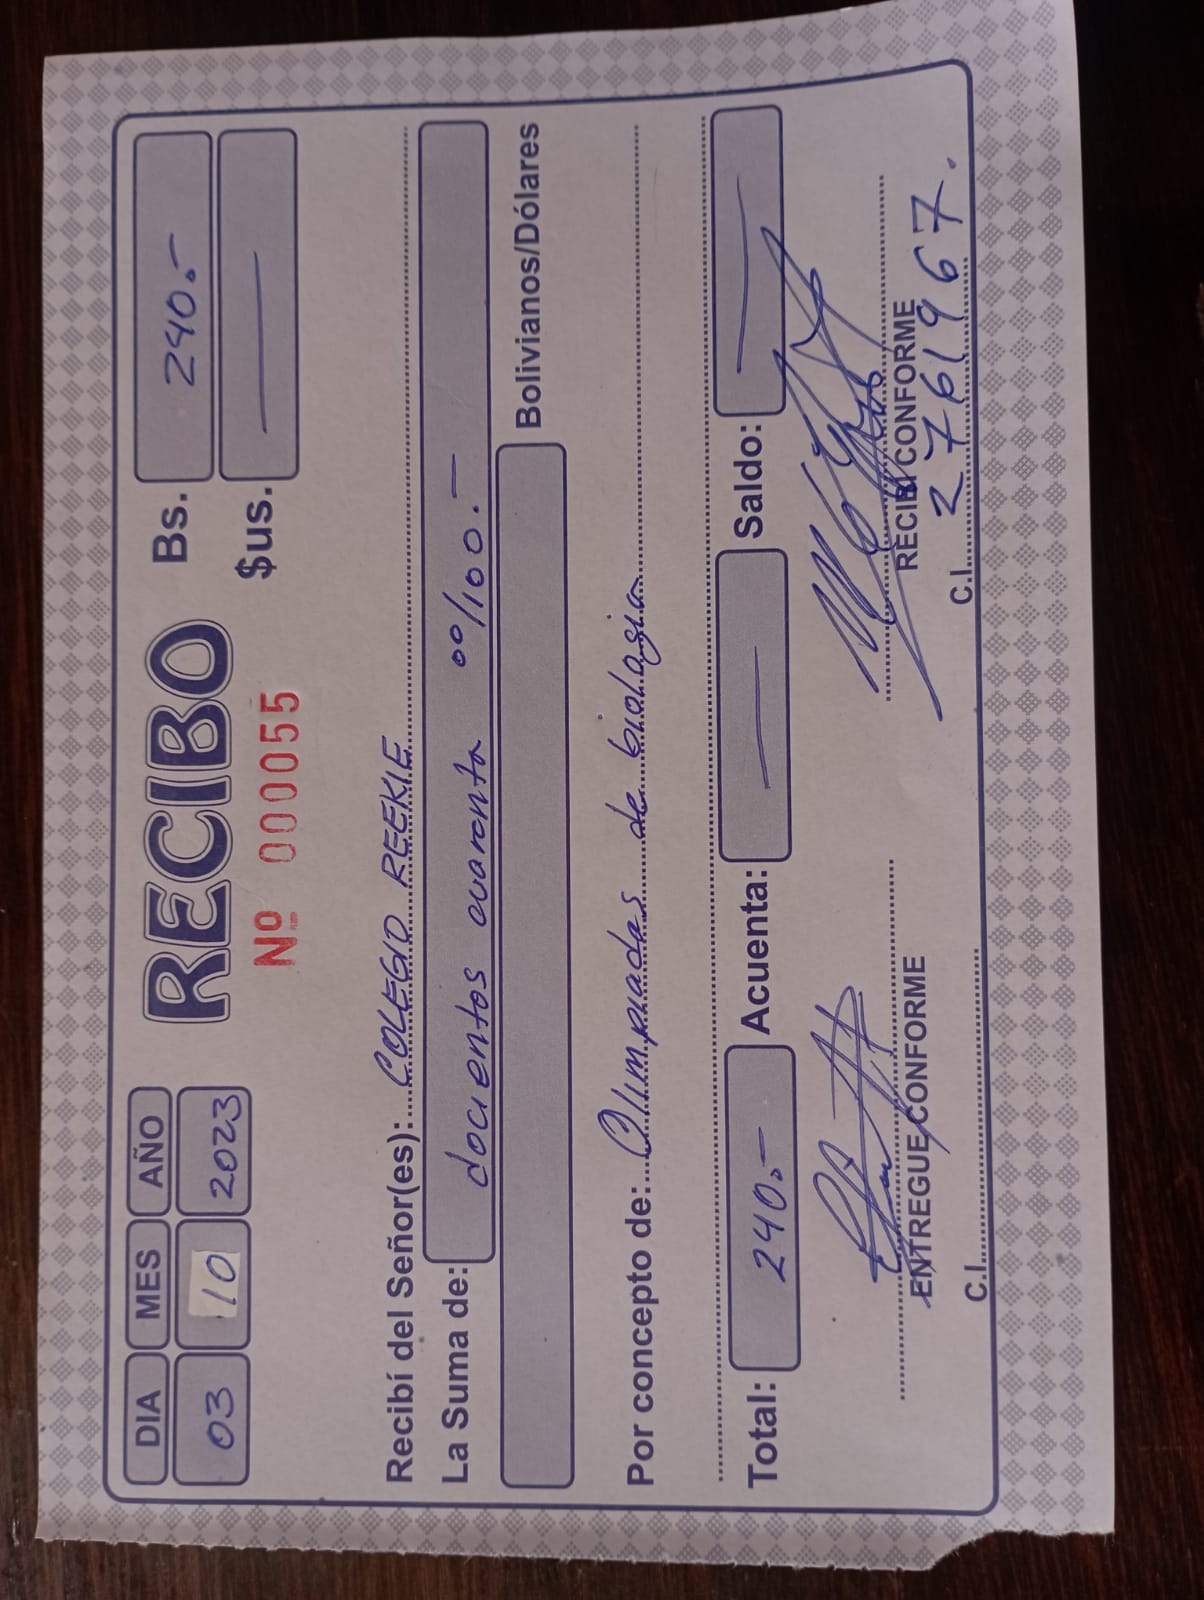 DIA MES AÑO RECIBO Bs. 240.-
03 10 2023 Nº 000055 $us. —
Recibí del Señor(es): COLEGIO REEKIE
La Suma de: docientos cuarenta 00/100.-
Bolivianos/Dólares
Por concepto de: Olimpiadas de biología
Total: 240.- Acuenta: — Saldo: —
ENTREGUE CONFORME RECIBI CONFORME
C.I. C.I. 2761967.